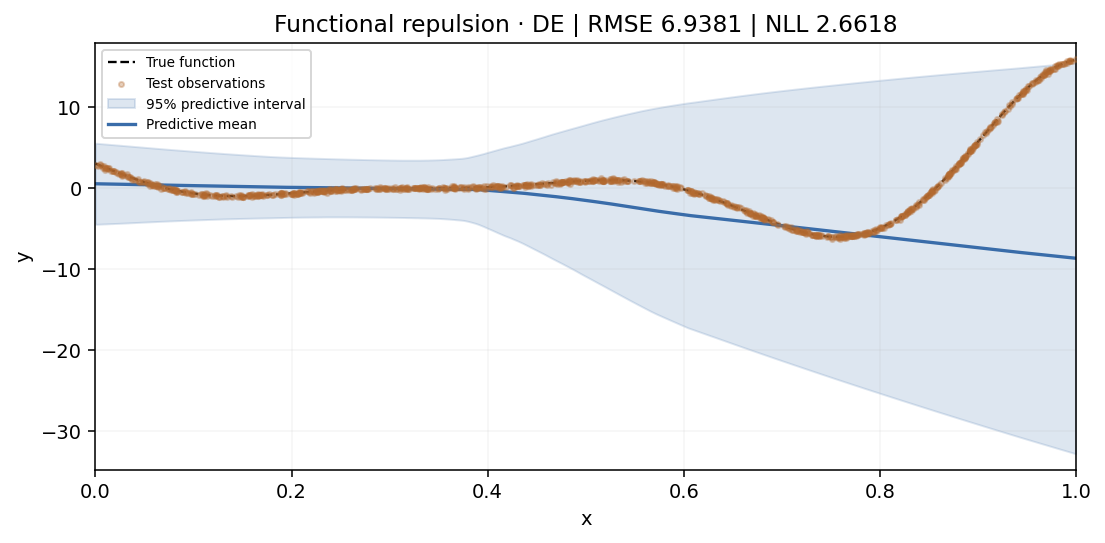 Functional repulsion · DE | RMSE 6.9381 | NLL 2.6618
True function
Test observations
95% predictive interval
Predictive mean
10
0
−10
−20
−30
y
0.0 0.2 0.4 0.6 0.8 1.0
x